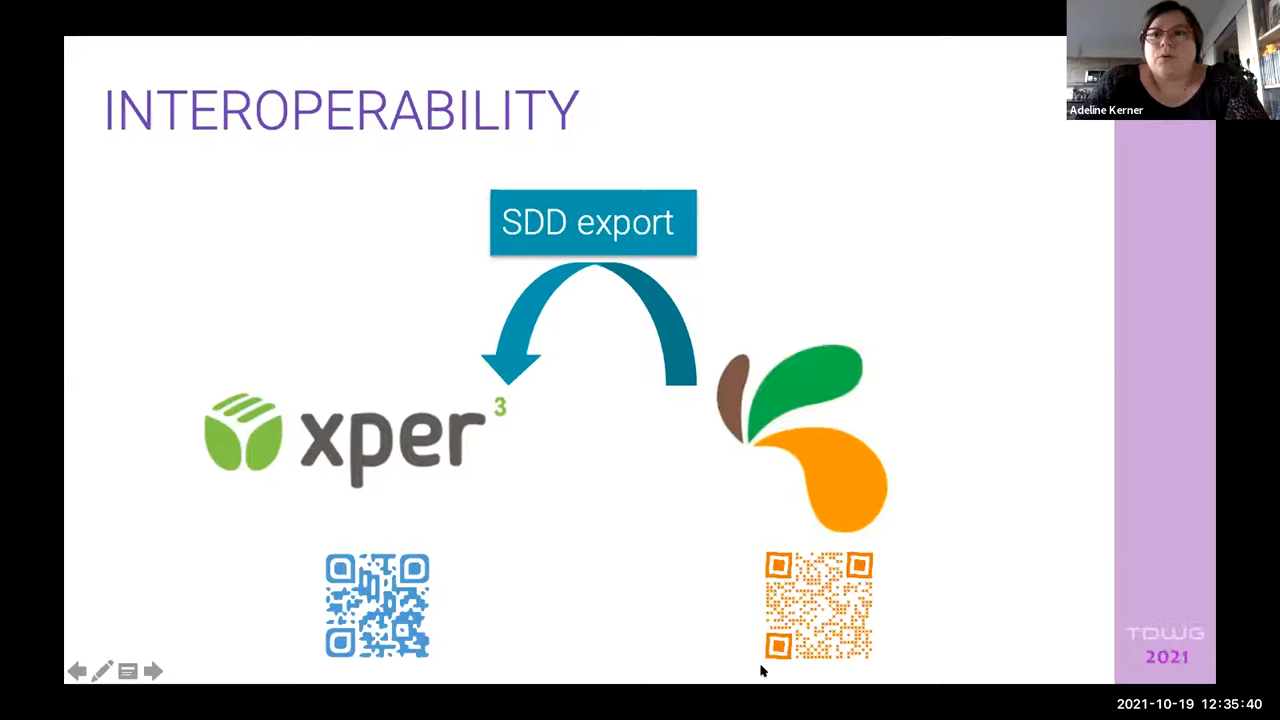 Adeline Kerner
INTEROPERABILITY
SDD export
xper 3
TDWG
2021
2021-10-19 12:35:40